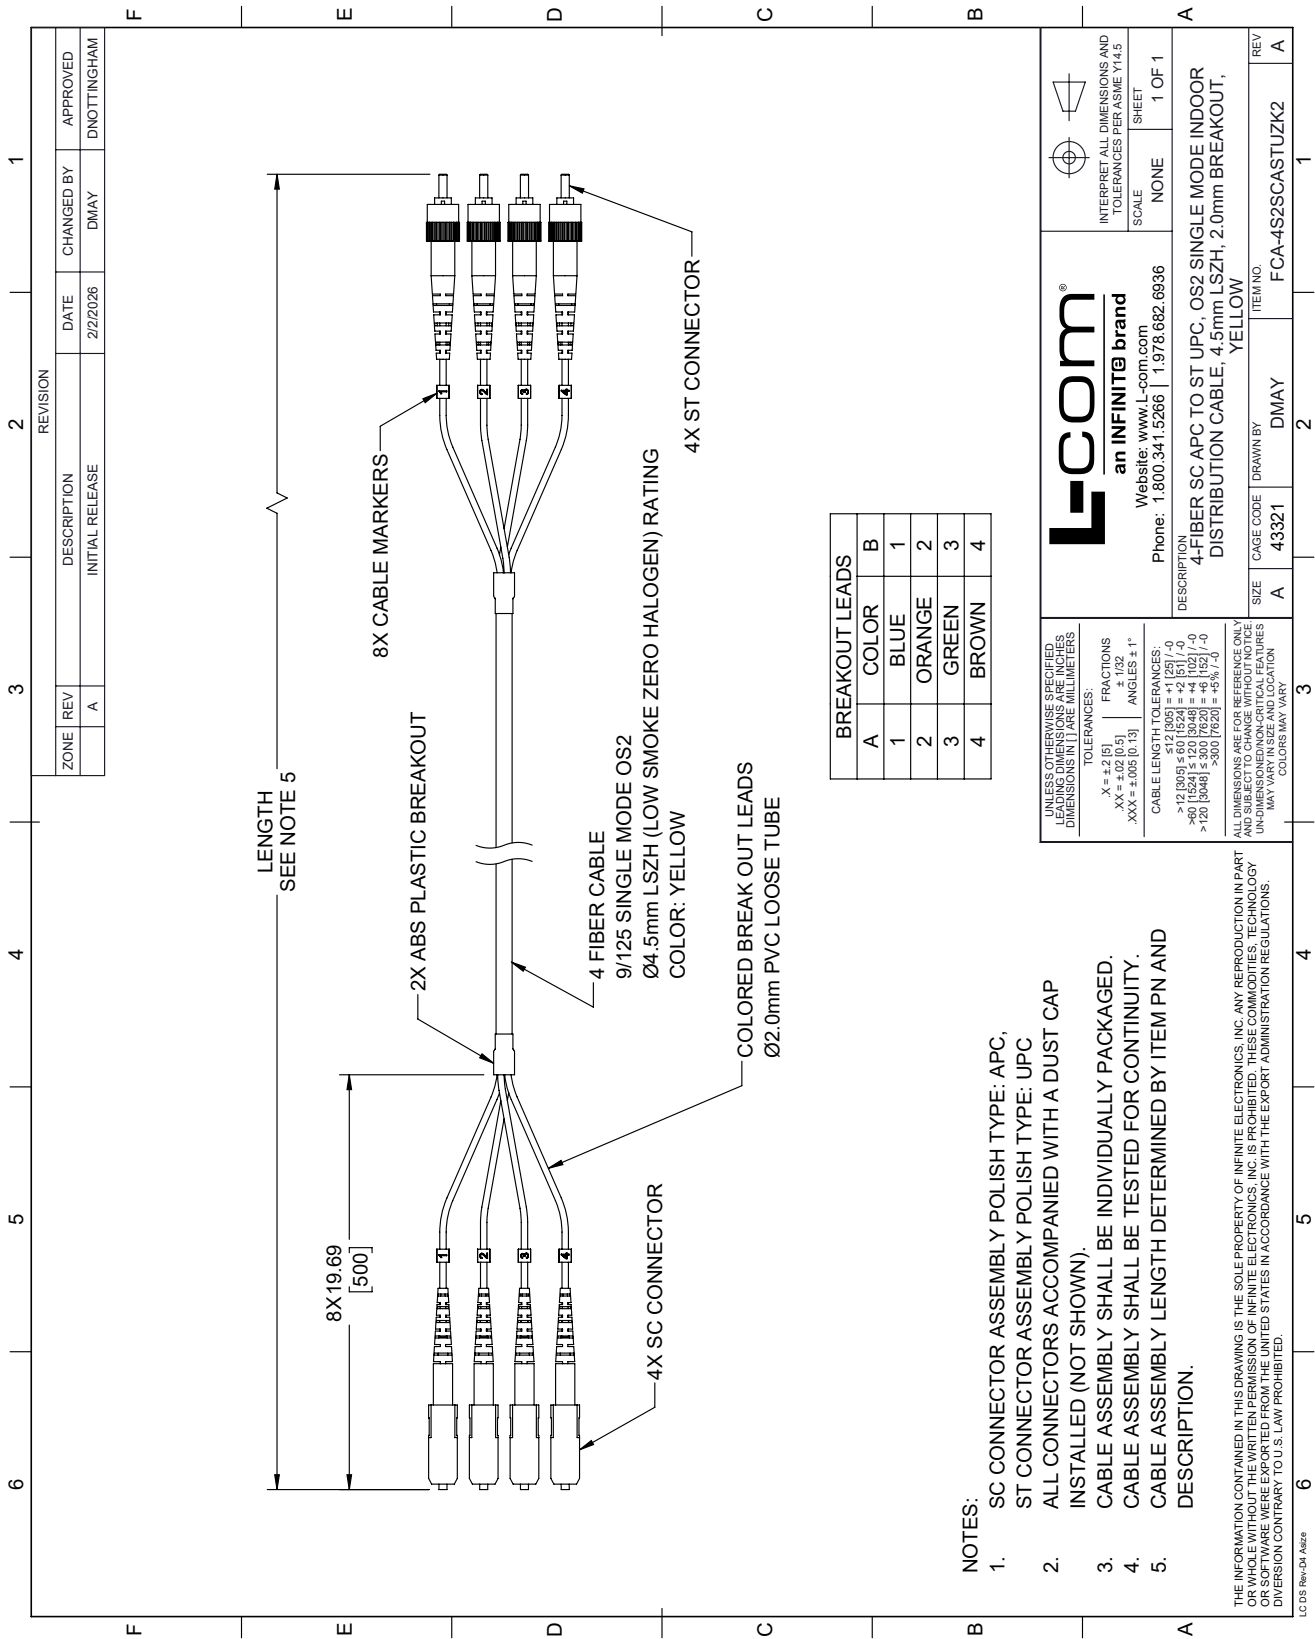 6
5
4
3
2
1
F
E
D
C
B
A
REVISION
ZONE REV DESCRIPTION DATE CHANGED BY APPROVED
A INITIAL RELEASE 2/2/2026 DMAY DNOTTINGHAM
LENGTH
SEE NOTE 5
8X19.69
[500]
2X ABS PLASTIC BREAKOUT
8X CABLE MARKERS
1
2
3
4
1
2
3
4
4X SC CONNECTOR
4X ST CONNECTOR
4 FIBER CABLE
9/125 SINGLE MODE OS2
Ø4.5mm LSZH (LOW SMOKE ZERO HALOGEN) RATING
COLOR: YELLOW
COLORED BREAK OUT LEADS
Ø2.0mm PVC LOOSE TUBE
BREAKOUT LEADS
A COLOR B
1 BLUE 1
2 ORANGE 2
3 GREEN 3
4 BROWN 4
NOTES:
1. SC CONNECTOR ASSEMBLY POLISH TYPE: APC,
ST CONNECTOR ASSEMBLY POLISH TYPE: UPC
2. ALL CONNECTORS ACCOMPANIED WITH A DUST CAP
INSTALLED (NOT SHOWN).
3. CABLE ASSEMBLY SHALL BE INDIVIDUALLY PACKAGED.
4. CABLE ASSEMBLY SHALL BE TESTED FOR CONTINUITY.
5. CABLE ASSEMBLY LENGTH DETERMINED BY ITEM PN AND
DESCRIPTION.
THE INFORMATION CONTAINED IN THIS DRAWING IS THE SOLE PROPERTY OF INFINITE ELECTRONICS, INC. ANY REPRODUCTION IN PART
OR WHOLE WITHOUT THE WRITTEN PERMISSION OF INFINITE ELECTRONICS, INC. IS PROHIBITED. THESE COMMODITIES, TECHNOLOGY
OR SOFTWARE WERE EXPORTED FROM THE UNITED STATES IN ACCORDANCE WITH THE EXPORT ADMINISTRATION REGULATIONS.
DIVERSION CONTRARY TO U.S. LAW PROHIBITED.
UNLESS OTHERWISE SPECIFIED
LEADING DIMENSIONS ARE INCHES
DIMENSIONS IN [ ] ARE MILLIMETERS
TOLERANCES:
.X = ±.2 [5] FRACTIONS
.XX = ±.02 [0.5] ± 1/32
.XXX = ±.005 [0.13] ANGLES ± 1°
CABLE LENGTH TOLERANCES:
≤12 [305] = +1 [25] / -0
>12 [305] ≤ 60 [1524] = +2 [51] / -0
>60 [1524] ≤ 120 [3048] = +4 [102] / -0
>120 [3048] ≤ 300 [7620] = +6 [152] / -0
>300 [7620] = +5% / -0
ALL DIMENSIONS ARE FOR REFERENCE ONLY
AND SUBJECT TO CHANGE WITHOUT NOTICE.
UN-DIMENSIONED/NON-CRITICAL FEATURES
MAY VARY IN SIZE AND LOCATION
COLORS MAY VARY
L-com®
an INFINITE brand
Website: www.L-com.com
Phone: 1.800.341.5266 | 1.978.682.6936
INTERPRET ALL DIMENSIONS AND
TOLERANCES PER ASME Y14.5
SCALE NONE
SHEET 1 OF 1
DESCRIPTION
4-FIBER SC APC TO ST UPC, OS2 SINGLE MODE INDOOR
DISTRIBUTION CABLE, 4.5mm LSZH, 2.0mm BREAKOUT,
YELLOW
SIZE CAGE CODE DRAWN BY ITEM NO. REV
A 43321 DMAY FCA-4S2SCASTUZK2 A
F
E
D
C
B
A
LC DS Rev-D4 Asize
6
5
4
3
2
1